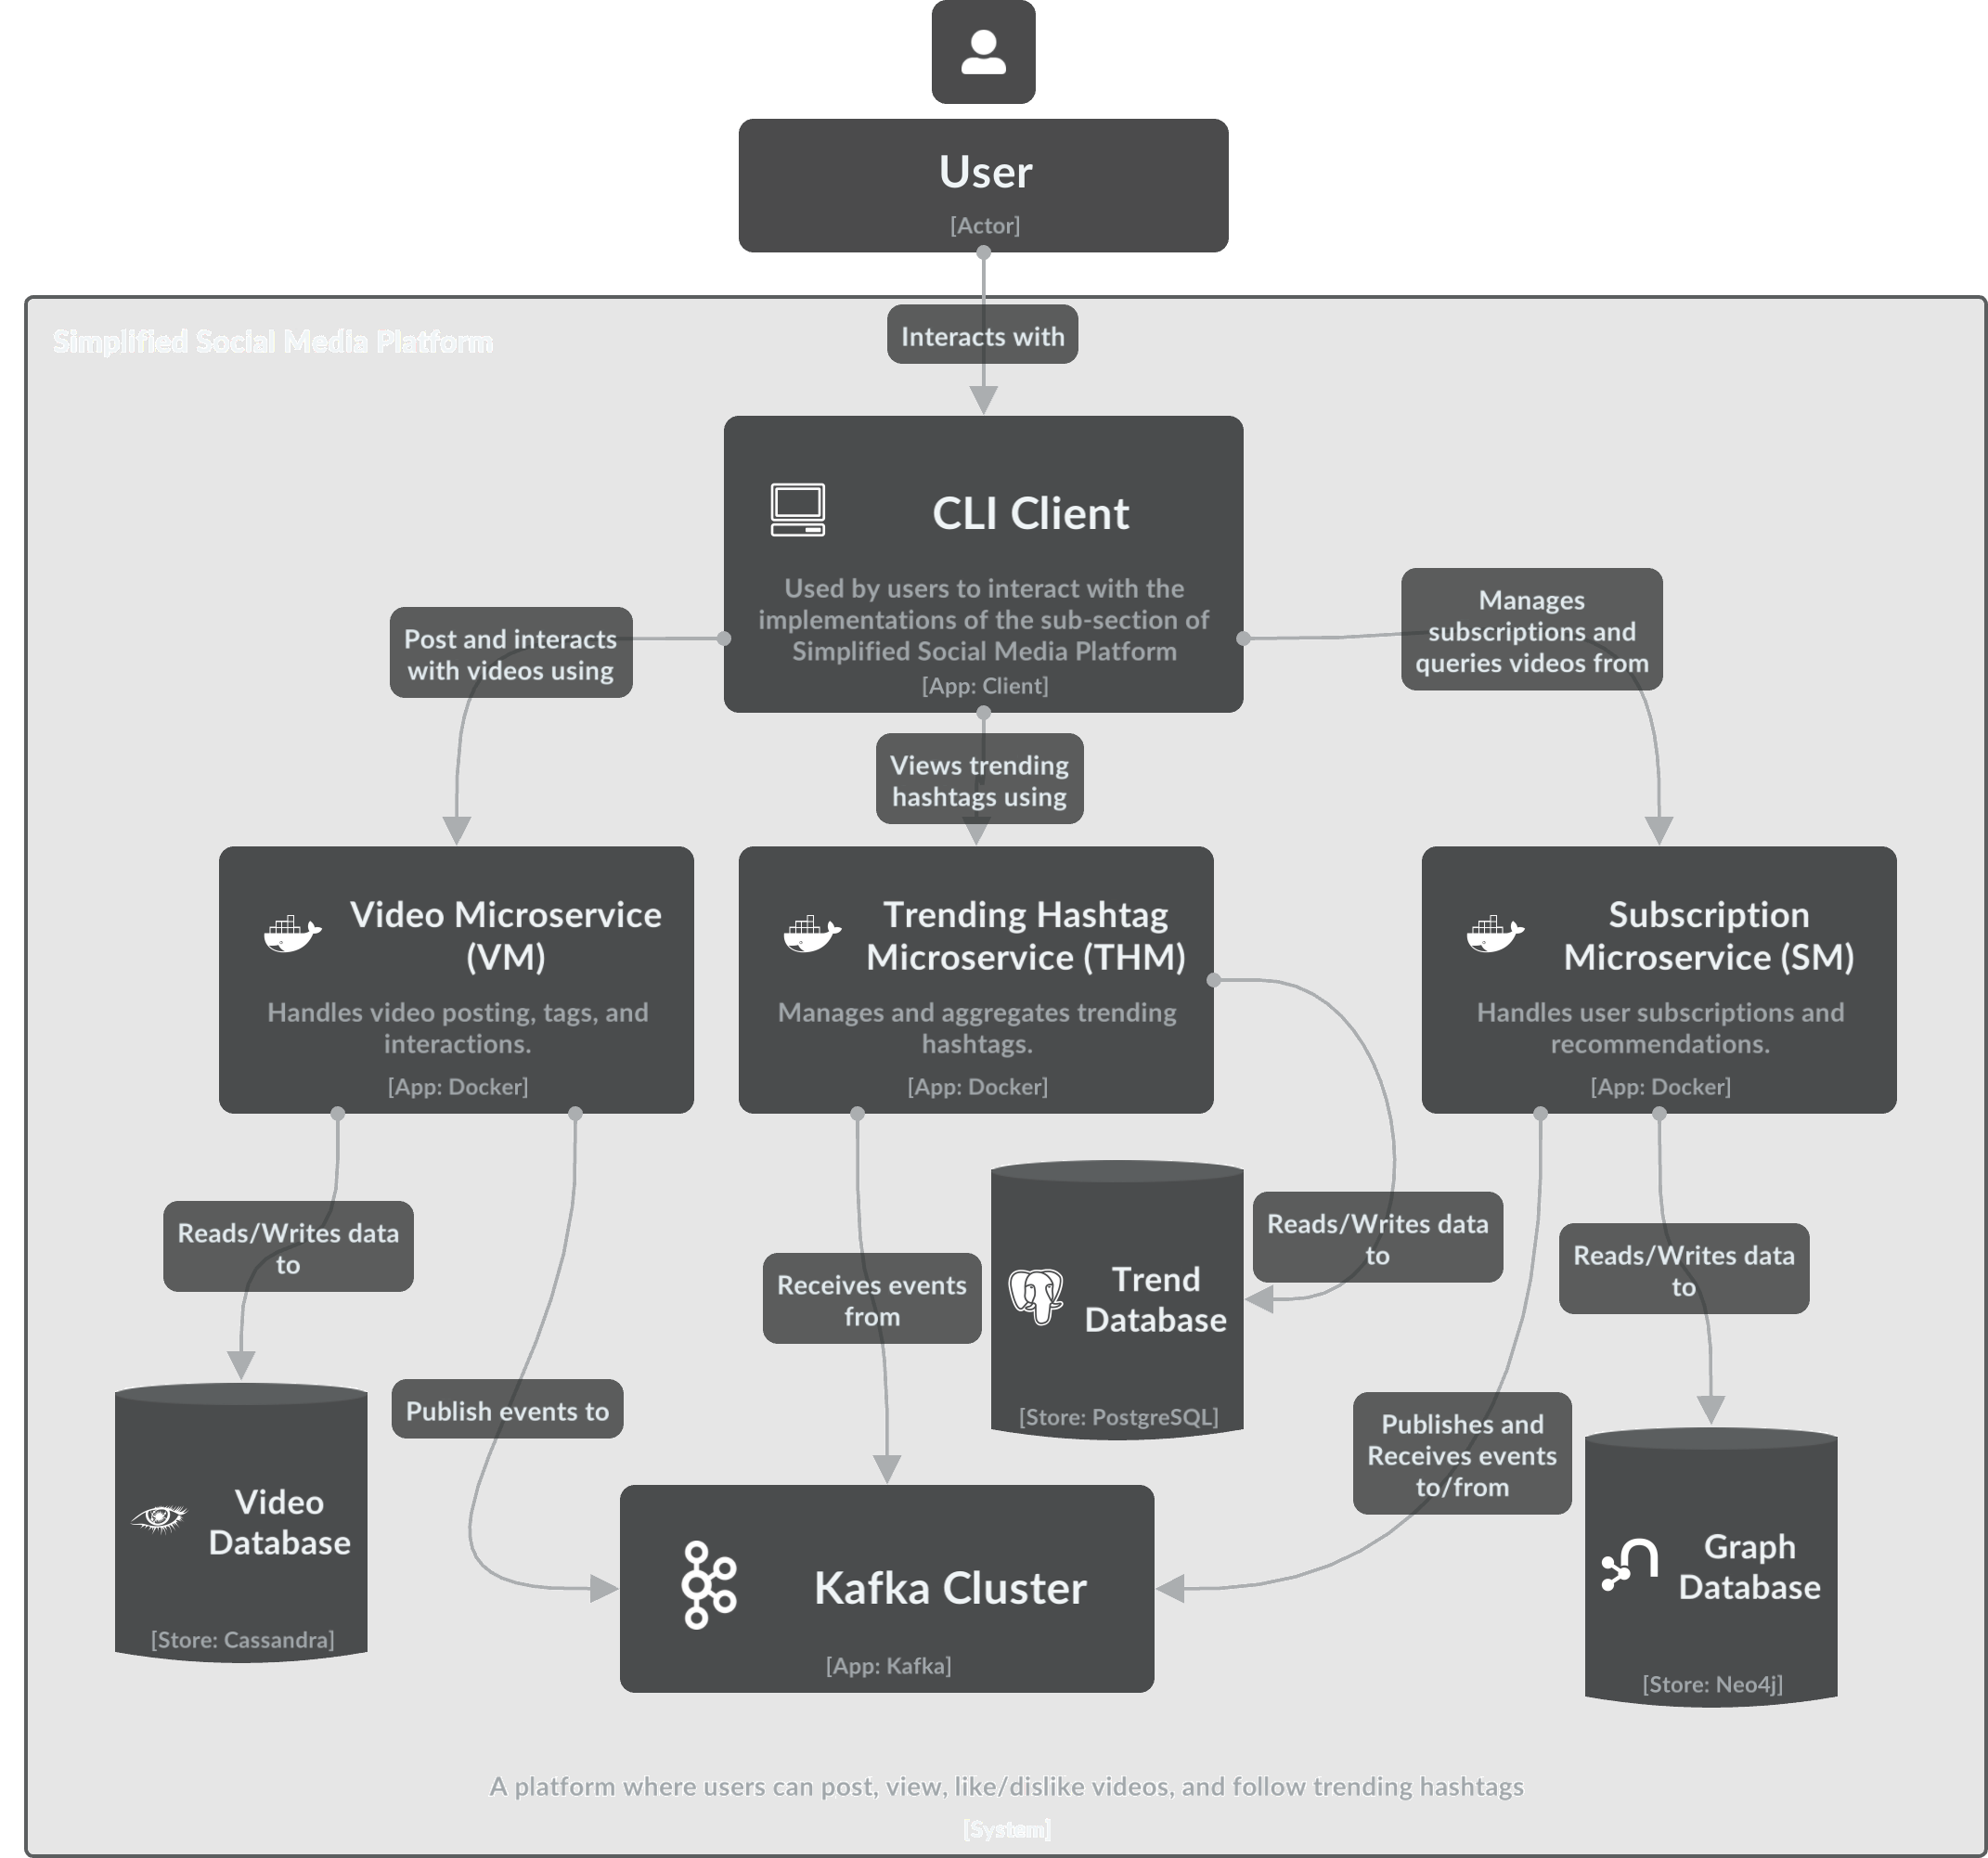 User
[Actor]
Simplified Social Media Platform
Interacts with
CLI Client
Used by users to interact with the
implementations of the sub-section of
Simplified Social Media Platform
[App: Client]
Post and interacts
with videos using
Manages
subscriptions and
queries videos from
Views trending
hashtags using
Video Microservice
(VM)
Handles video posting, tags, and
interactions.
[App: Docker]
Trending Hashtag
Microservice (THM)
Manages and aggregates trending
hashtags.
[App: Docker]
Subscription
Microservice (SM)
Handles user subscriptions and
recommendations.
[App: Docker]
Reads/Writes data
to
Publish events to
Receives events
from
Trend
Database
[Store: PostgreSQL]
Reads/Writes data
to
Publishes and
Receives events
to/from
Reads/Writes data
to
Video
Database
[Store: Cassandra]
Kafka Cluster
[App: Kafka]
Graph
Database
[Store: Neo4j]
A platform where users can post, view, like/dislike videos, and follow trending hashtags
[System]